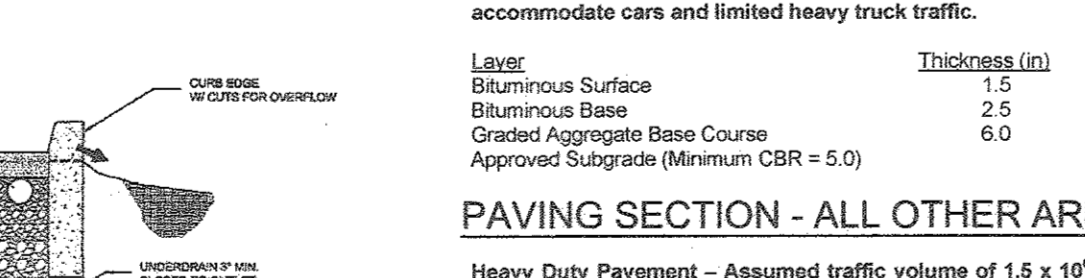 accommodate cars and limited heavy truck traffic.
Layer Thickness (in)
Bituminous Surface 1.5
Bituminous Base 2.5
Graded Aggregate Base Course 6.0
Approved Subgrade (Minimum CBR = 5.0)
CURB EDGE
W/ CUTS FOR OVERFLOW
PAVING SECTION - ALL OTHER AR
UNDERDRAIN 3" MIN.
Heavy Duty Pavement – Assumed traffic volume of 1.5 x 10